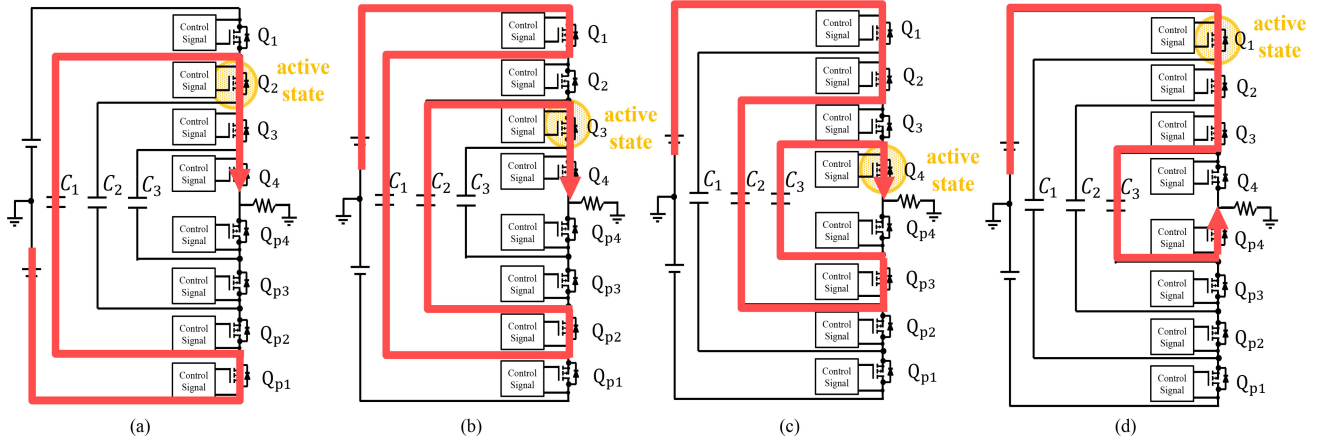 Control
Signal
Q1
Control
Signal
Q2
active
state
Control
Signal
Q3
Control
Signal
Q4
C1
C2
C3
Control
Signal
Qp4
Control
Signal
Qp3
Control
Signal
Qp2
Control
Signal
Qp1
(a)
Control
Signal
Q1
Control
Signal
Q2
Control
Signal
Q3
active
state
Control
Signal
Q4
C1
C2
C3
Control
Signal
Qp4
Control
Signal
Qp3
Control
Signal
Qp2
Control
Signal
Qp1
(b)
Control
Signal
Q1
Control
Signal
Q2
Control
Signal
Q3
Control
Signal
Q4
active
state
C1
C2
C3
Control
Signal
Qp4
Control
Signal
Qp3
Control
Signal
Qp2
Control
Signal
Qp1
(c)
Control
Signal
Q1
active
state
Control
Signal
Q2
Control
Signal
Q3
Control
Signal
Q4
C1
C2
C3
Control
Signal
Qp4
Control
Signal
Qp3
Control
Signal
Qp2
Control
Signal
Qp1
(d)